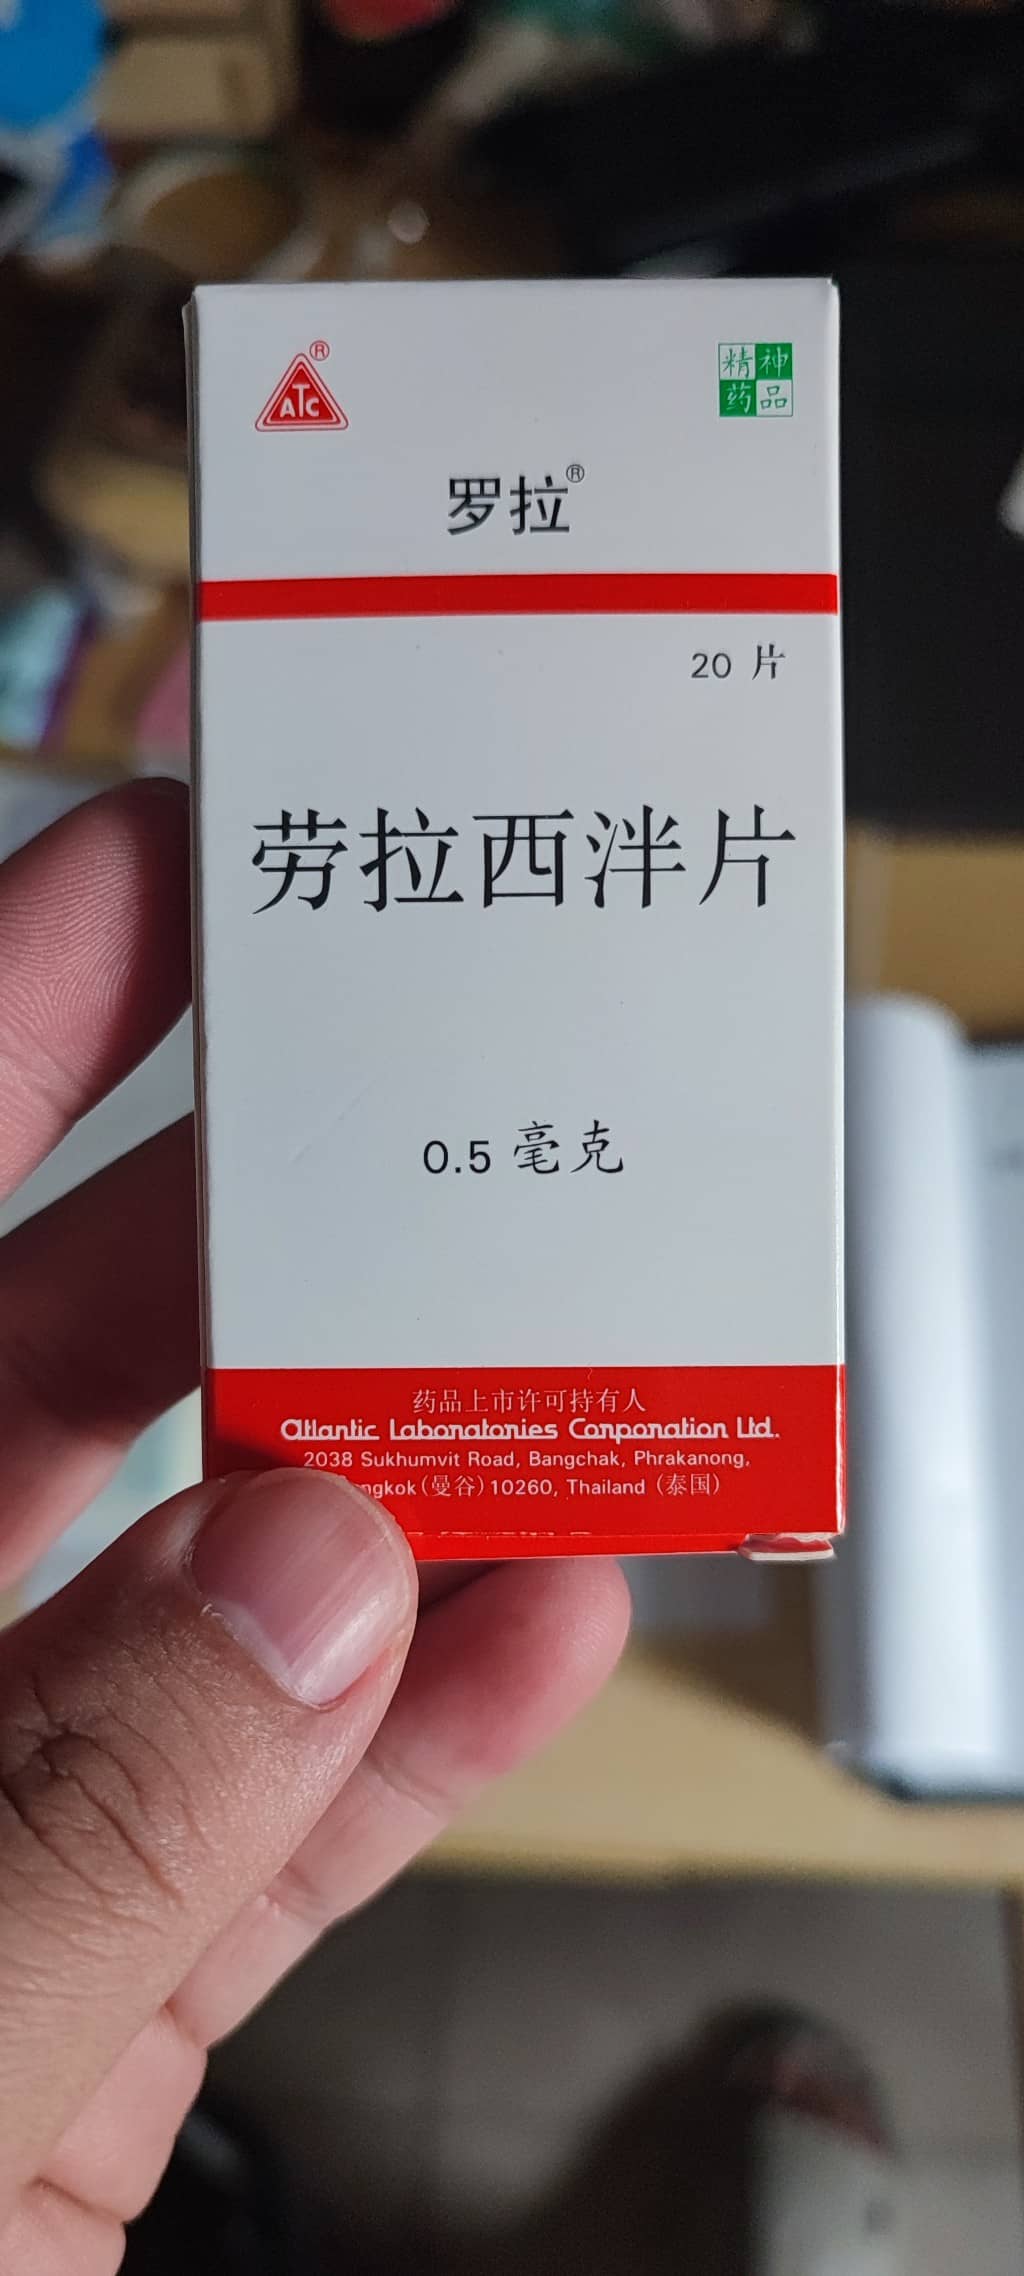 ATC®
精神
药品
罗拉®
20 片
劳拉西泮片
0.5 毫克
药品上市许可持有人
Atlantic Laboratories Corporation Ltd.
2038 Sukhumvit Road, Bangchak, Phrakanong,
ngkok (曼谷) 10260, Thailand (泰国)